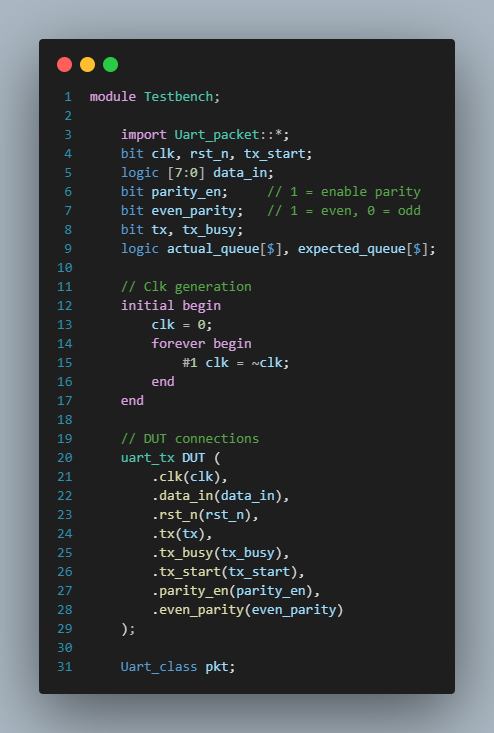 1 module Testbench;
2
3     import Uart_packet::*;
4     bit clk, rst_n, tx_start;
5     logic [7:0] data_in;
6     bit parity_en;     // 1 = enable parity
7     bit even_parity;   // 1 = even, 0 = odd
8     bit tx, tx_busy;
9     logic actual_queue[$], expected_queue[$];
10
11     // Clk generation
12     initial begin
13         clk = 0;
14         forever begin
15             #1 clk = ~clk;
16         end
17     end
18
19     // DUT connections
20     uart_tx DUT (
21         .clk(clk),
22         .data_in(data_in),
23         .rst_n(rst_n),
24         .tx(tx),
25         .tx_busy(tx_busy),
26         .tx_start(tx_start),
27         .parity_en(parity_en),
28         .even_parity(even_parity)
29     );
30
31     Uart_class pkt;